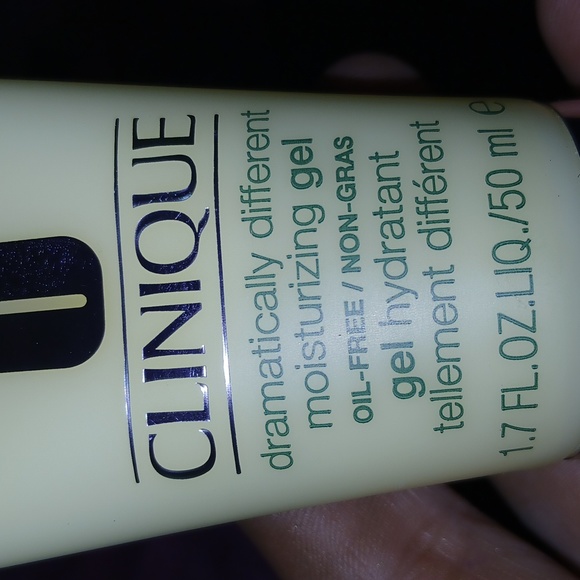 CLINIQUE
dramatically different
moisturizing gel
OIL-FREE / NON-GRAS
gel hydratant
tellement différent
1.7 FL.OZ.LIQ./50 ml ℮